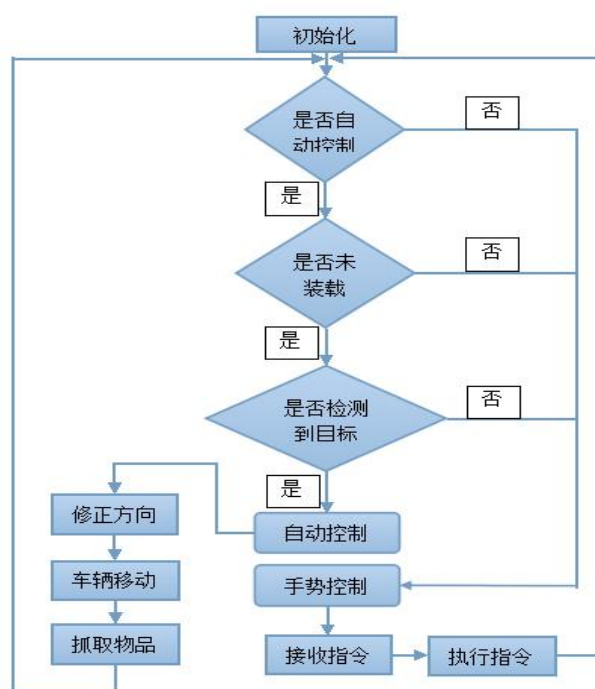 初始化
是否自
动控制
否
是
是否未
装载
否
是
是否检测
到目标
否
是
自动控制
修正方向
车辆移动
抓取物品
手势控制
接收指令
执行指令